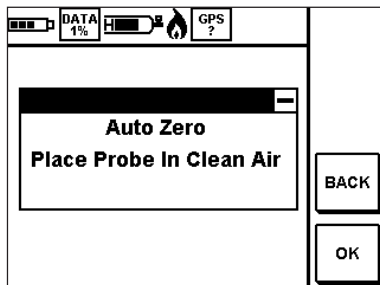 DATA
1%
H
GPS
?
Auto Zero
Place Probe In Clean Air
BACK
OK